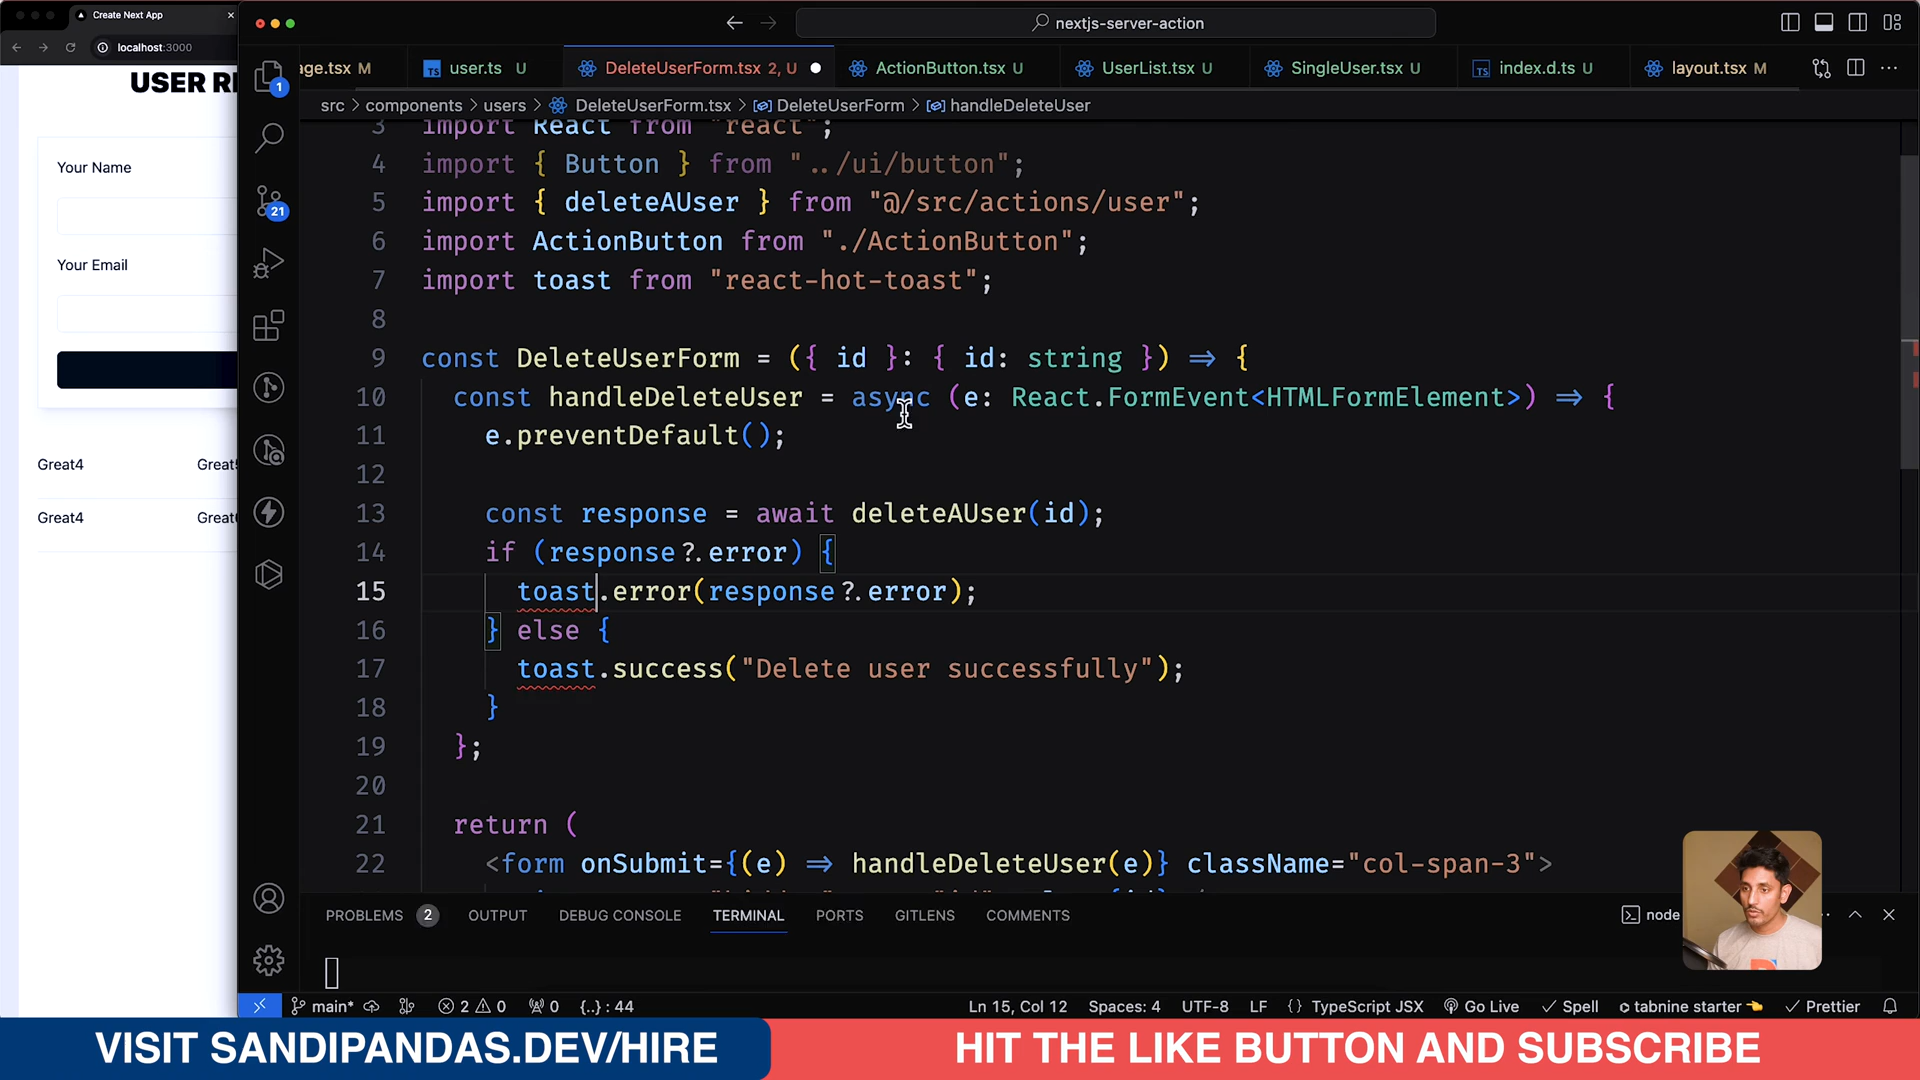 Create Next App
localhost:3000
USER RE
Your Name
Your Email
Great4 Great
Great4 Great
nextjs-server-action
age.tsx M
TS user.ts U
DeleteUserForm.tsx 2, U
ActionButton.tsx U
UserList.tsx U
SingleUser.tsx U
TS index.d.ts U
layout.tsx M
src > components > users > DeleteUserForm.tsx > DeleteUserForm > handleDeleteUser
1
21
3 import React from "react";
4 import { Button } from "../ui/button";
5 import { deleteAUser } from "@/src/actions/user";
6 import ActionButton from "./ActionButton";
7 import toast from "react-hot-toast";
8
9 const DeleteUserForm = ({ id }: { id: string }) => {
10 const handleDeleteUser = async (e: React.FormEvent<HTMLFormElement>) => {
11 e.preventDefault();
12
13 const response = await deleteAUser(id);
14 if (response?.error) {
15 toast.error(response?.error);
16 } else {
17 toast.success("Delete user successfully");
18 }
19 };
20
21 return (
22 <form onSubmit={(e) => handleDeleteUser(e)} className="col-span-3">
PROBLEMS 2 OUTPUT DEBUG CONSOLE TERMINAL PORTS GITLENS COMMENTS
node
main* 2 0 0 {..} : 44
Ln 15, Col 12 Spaces: 4 UTF-8 LF {} TypeScript JSX Go Live Spell tabnine starter Prettier
VISIT SANDIPANDAS.DEV/HIRE
HIT THE LIKE BUTTON AND SUBSCRIBE